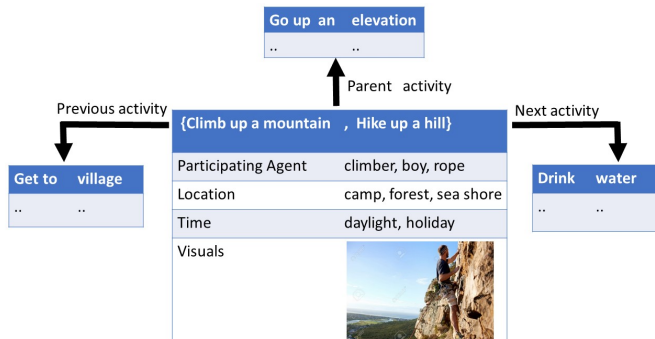 Go up an elevation
.. ..
Parent activity
Previous activity
Next activity
{Climb up a mountain , Hike up a hill}
Participating Agent climber, boy, rope
Location camp, forest, sea shore
Time daylight, holiday
Visuals
Get to village
.. ..
Drink water
.. ..